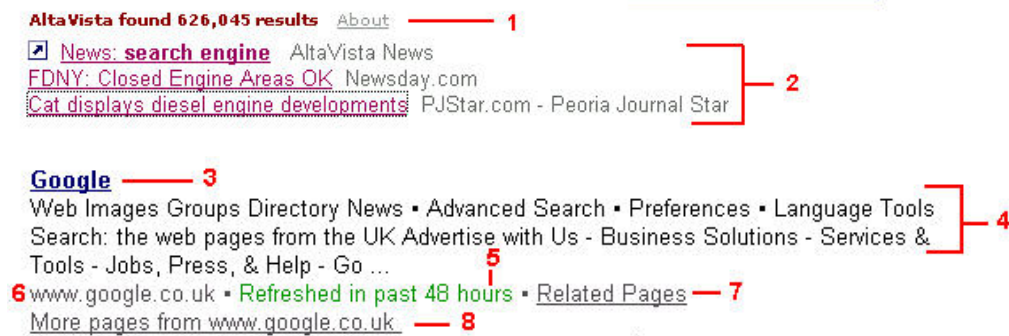 AltaVista found 626,045 results About 1
News: search engine AltaVista News
FDNY: Closed Engine Areas OK Newsday.com
2
Cat displays diesel engine developments PJStar.com - Peoria Journal Star
Google 3
Web Images Groups Directory News ▪ Advanced Search ▪ Preferences ▪ Language Tools
4
Search: the web pages from the UK Advertise with Us - Business Solutions - Services &
Tools - Jobs, Press, & Help - Go ...
5
6 www.google.co.uk ▪ Refreshed in past 48 hours ▪ Related Pages 7
More pages from www.google.co.uk 8